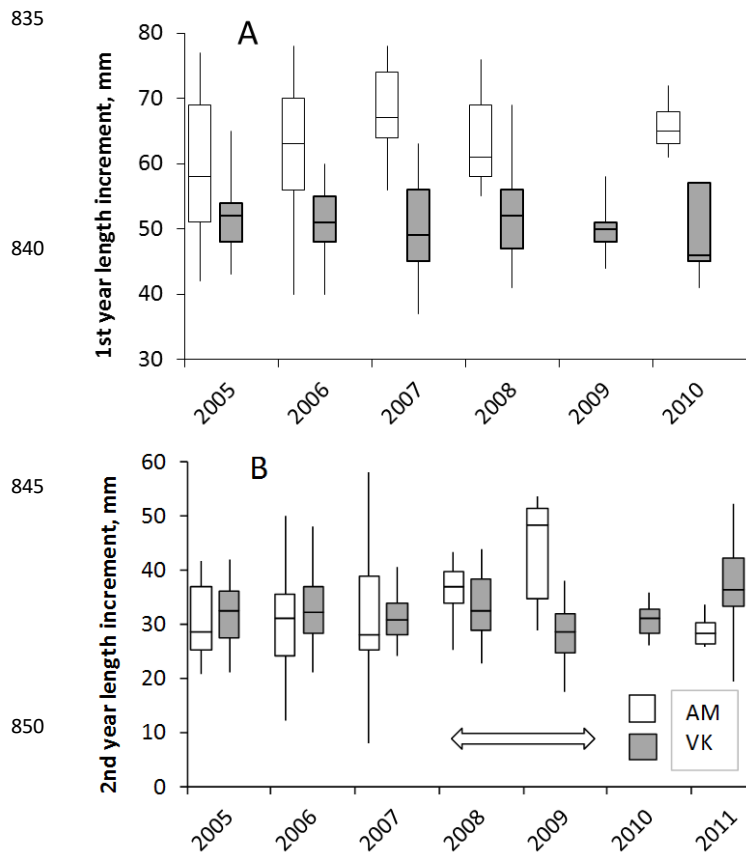 835
A
80
70
60
50
840
40
30
1st year length increment, mm
2005 2006 2007 2008 2009 2010
845
B
60
50
40
30
20
850
10
0
2nd year length increment, mm
AM
VK
2005 2006 2007 2008 2009 2010 2011